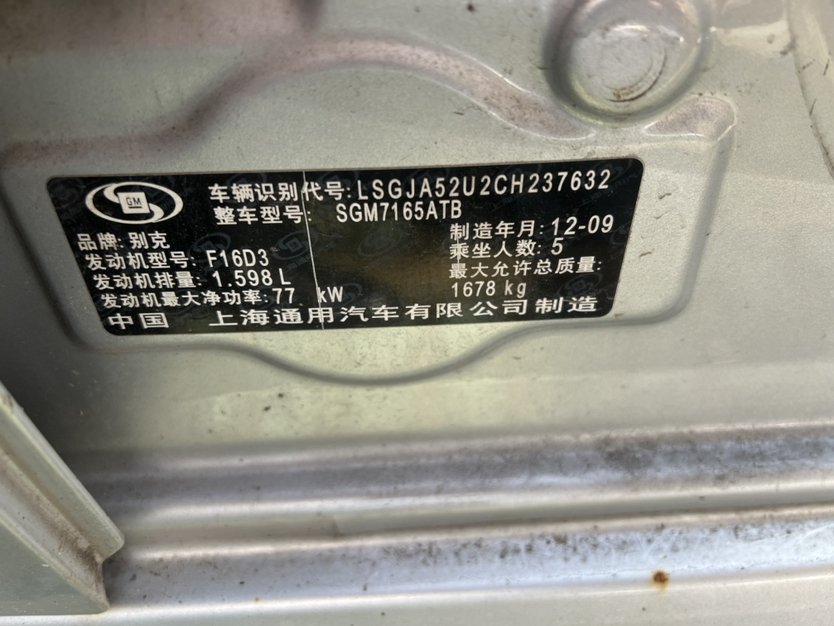 GM
车辆识别代号: LSGJA52U2CH237632
整车型号: SGM7165ATB
品牌: 别克
制造年月: 12-09
发动机型号: F16D3
乘坐人数: 5
发动机排量: 1.598 L
最大允许总质量:
发动机最大净功率: 77 kW
1678 kg
中国 上海通用汽车有限公司制造